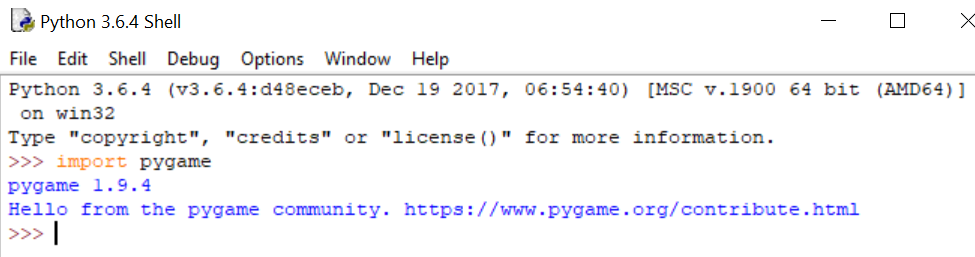 Python 3.6.4 Shell
File Edit Shell Debug Options Window Help
Python 3.6.4 (v3.6.4:d48eceb, Dec 19 2017, 06:54:40) [MSC v.1900 64 bit (AMD64)]
 on win32
Type "copyright", "credits" or "license()" for more information.
>>> import pygame
pygame 1.9.4
Hello from the pygame community. https://www.pygame.org/contribute.html
>>>